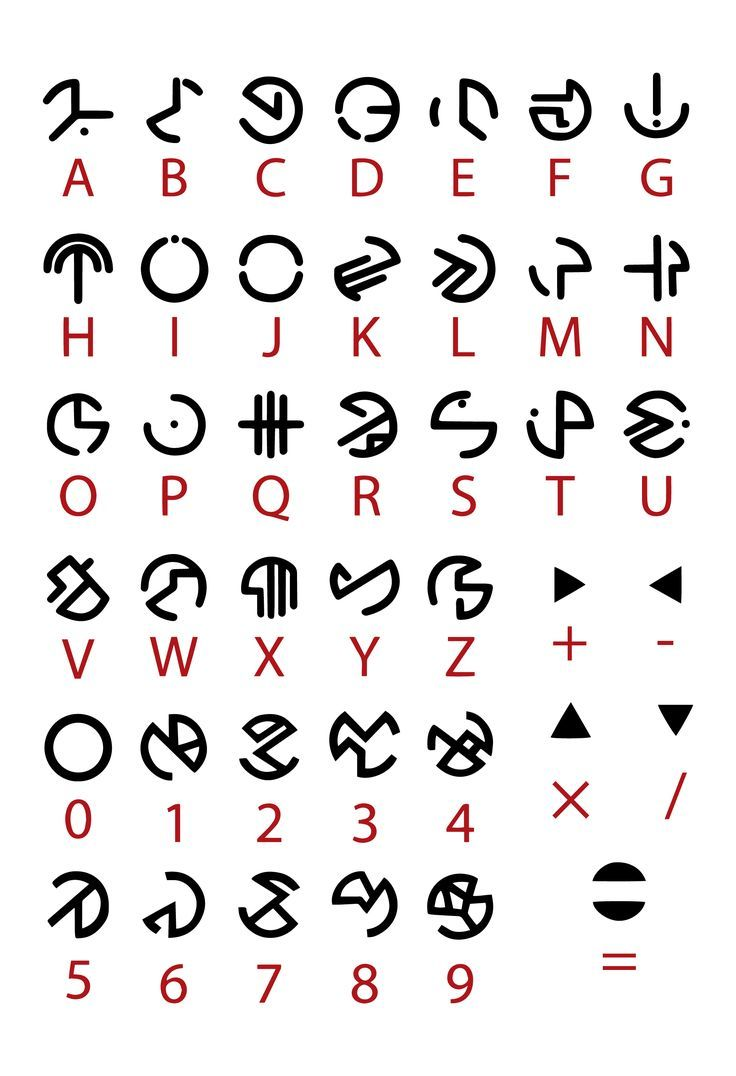 A B C D E F G
H I J K L M N
O P Q R S T U
V W X Y Z + -
0 1 2 3 4 × /
5 6 7 8 9 =